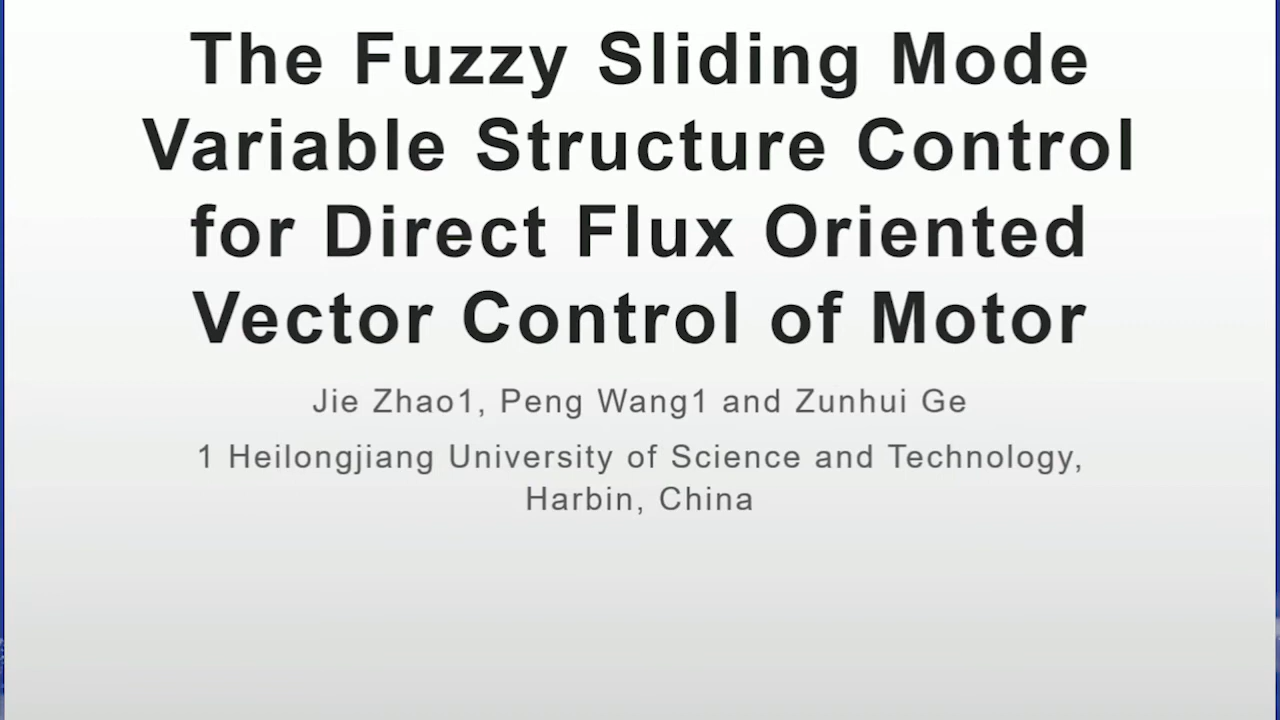 The Fuzzy Sliding Mode
Variable Structure Control
for Direct Flux Oriented
Vector Control of Motor
Jie Zhao1, Peng Wang1 and Zunhui Ge
1 Heilongjiang University of Science and Technology,
Harbin, China